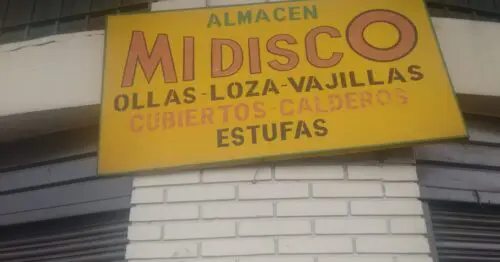 ALMACEN
MI DISCO
OLLAS-LOZA-VAJILLAS
CUBIERTOS-CALDEROS
ESTUFAS